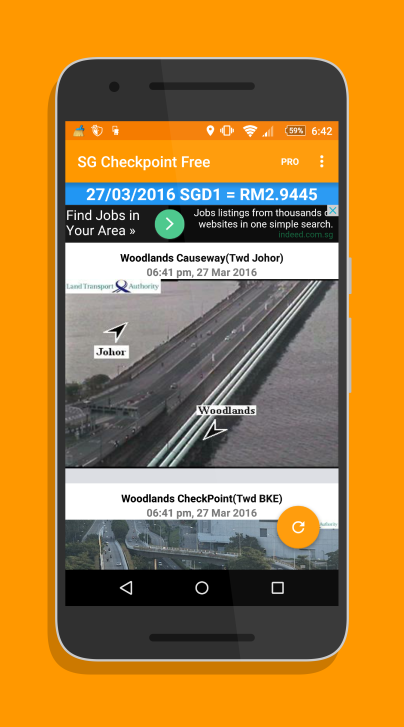 59% 6:42
SG Checkpoint Free PRO
27/03/2016 SGD1 = RM2.9445
Find Jobs in
Your Area »
Jobs listings from thousands o
websites in one simple search.
indeed.com.sg
Woodlands Causeway(Twd Johor)
06:41 pm, 27 Mar 2016
Land Transport Authority
Johor
Woodlands
Woodlands CheckPoint(Twd BKE)
06:41 pm, 27 Mar 2016
Authority